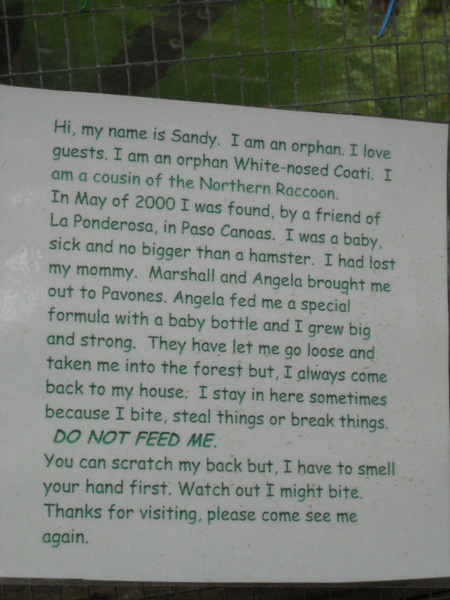 Hi, my name is Sandy. I am an orphan. I love
guests. I am an orphan White-nosed Coati. I
am a cousin of the Northern Raccoon.
In May of 2000 I was found, by a friend of
La Ponderosa, in Paso Canoas. I was a baby,
sick and no bigger than a hamster. I had lost
my mommy. Marshall and Angela brought me
out to Pavones. Angela fed me a special
formula with a baby bottle and I grew big
and strong. They have let me go loose and
taken me into the forest but, I always come
back to my house. I stay in here sometimes
because I bite, steal things or break things.
DO NOT FEED ME.
You can scratch my back but, I have to smell
your hand first. Watch out I might bite.
Thanks for visiting, please come see me
again.